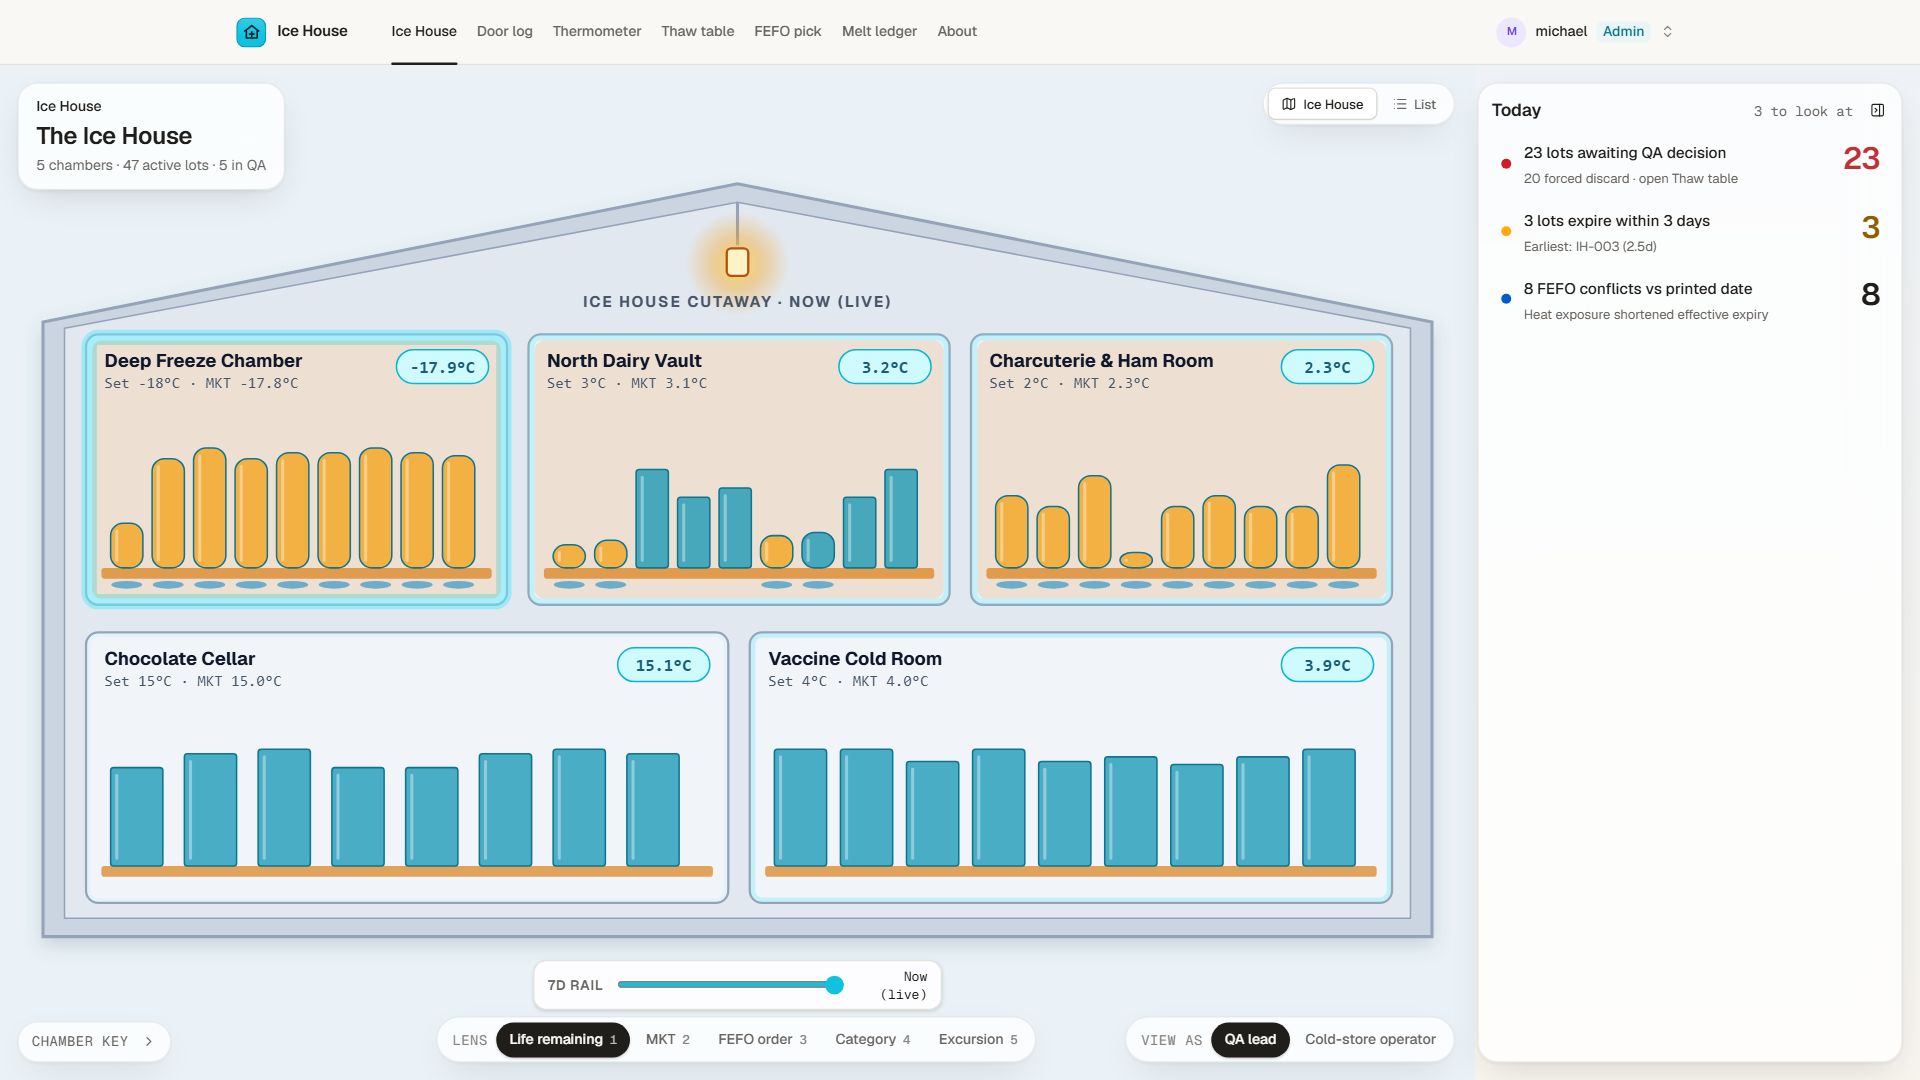 Ice House
Ice House
Door log
Thermometer
Thaw table
FEFO pick
Melt ledger
About
M
michael
Admin
Ice House
The Ice House
5 chambers · 47 active lots · 5 in QA
Ice House
List
Today
3 to look at
23 lots awaiting QA decision
23
20 forced discard · open Thaw table
3 lots expire within 3 days
3
Earliest: IH-003 (2.5d)
8 FEFO conflicts vs printed date
8
Heat exposure shortened effective expiry
ICE HOUSE CUTAWAY · NOW (LIVE)
Deep Freeze Chamber
-17.9°C
Set -18°C · MKT -17.8°C
North Dairy Vault
3.2°C
Set 3°C · MKT 3.1°C
Charcuterie & Ham Room
2.3°C
Set 2°C · MKT 2.3°C
Chocolate Cellar
15.1°C
Set 15°C · MKT 15.0°C
Vaccine Cold Room
3.9°C
Set 4°C · MKT 4.0°C
7D RAIL
Now
(live)
CHAMBER KEY
LENS
Life remaining 1
MKT 2
FEFO order 3
Category 4
Excursion 5
VIEW AS
QA lead
Cold-store operator